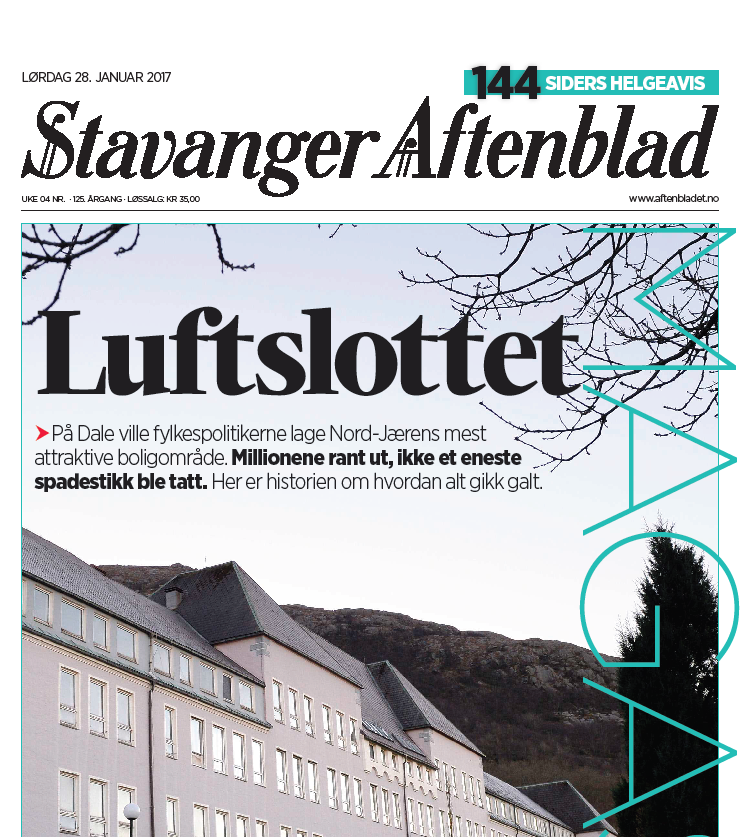 LØRDAG 28. JANUAR 2017
144 SIDERS HELGEAVIS
Stavanger Aftenblad
UKE 04 NR. · 125. ÅRGANG · LØSSALG: KR 35,00
www.aftenbladet.no
Luftslottet
På Dale ville fylkespolitikerne lage Nord-Jærens mest
attraktive boligområde. Millionene rant ut, ikke et eneste
spadestikk ble tatt. Her er historien om hvordan alt gikk galt.
MAGA